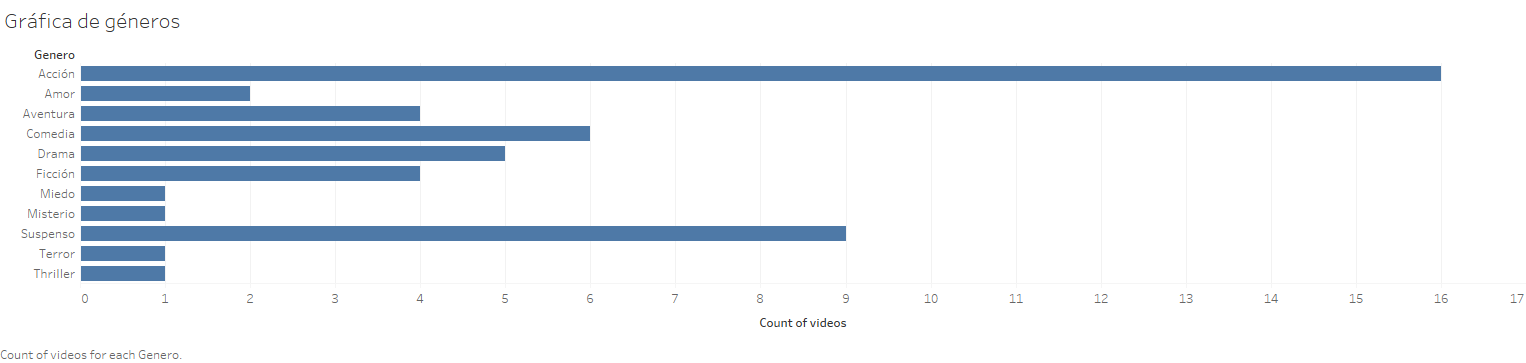 Gráfica de géneros
Genero
Acción
Amor
Aventura
Comedia
Drama
Ficción
Miedo
Misterio
Suspenso
Terror
Thriller
0 1 2 3 4 5 6 7 8 9 10 11 12 13 14 15 16 17
Count of videos
Count of videos for each Genero.